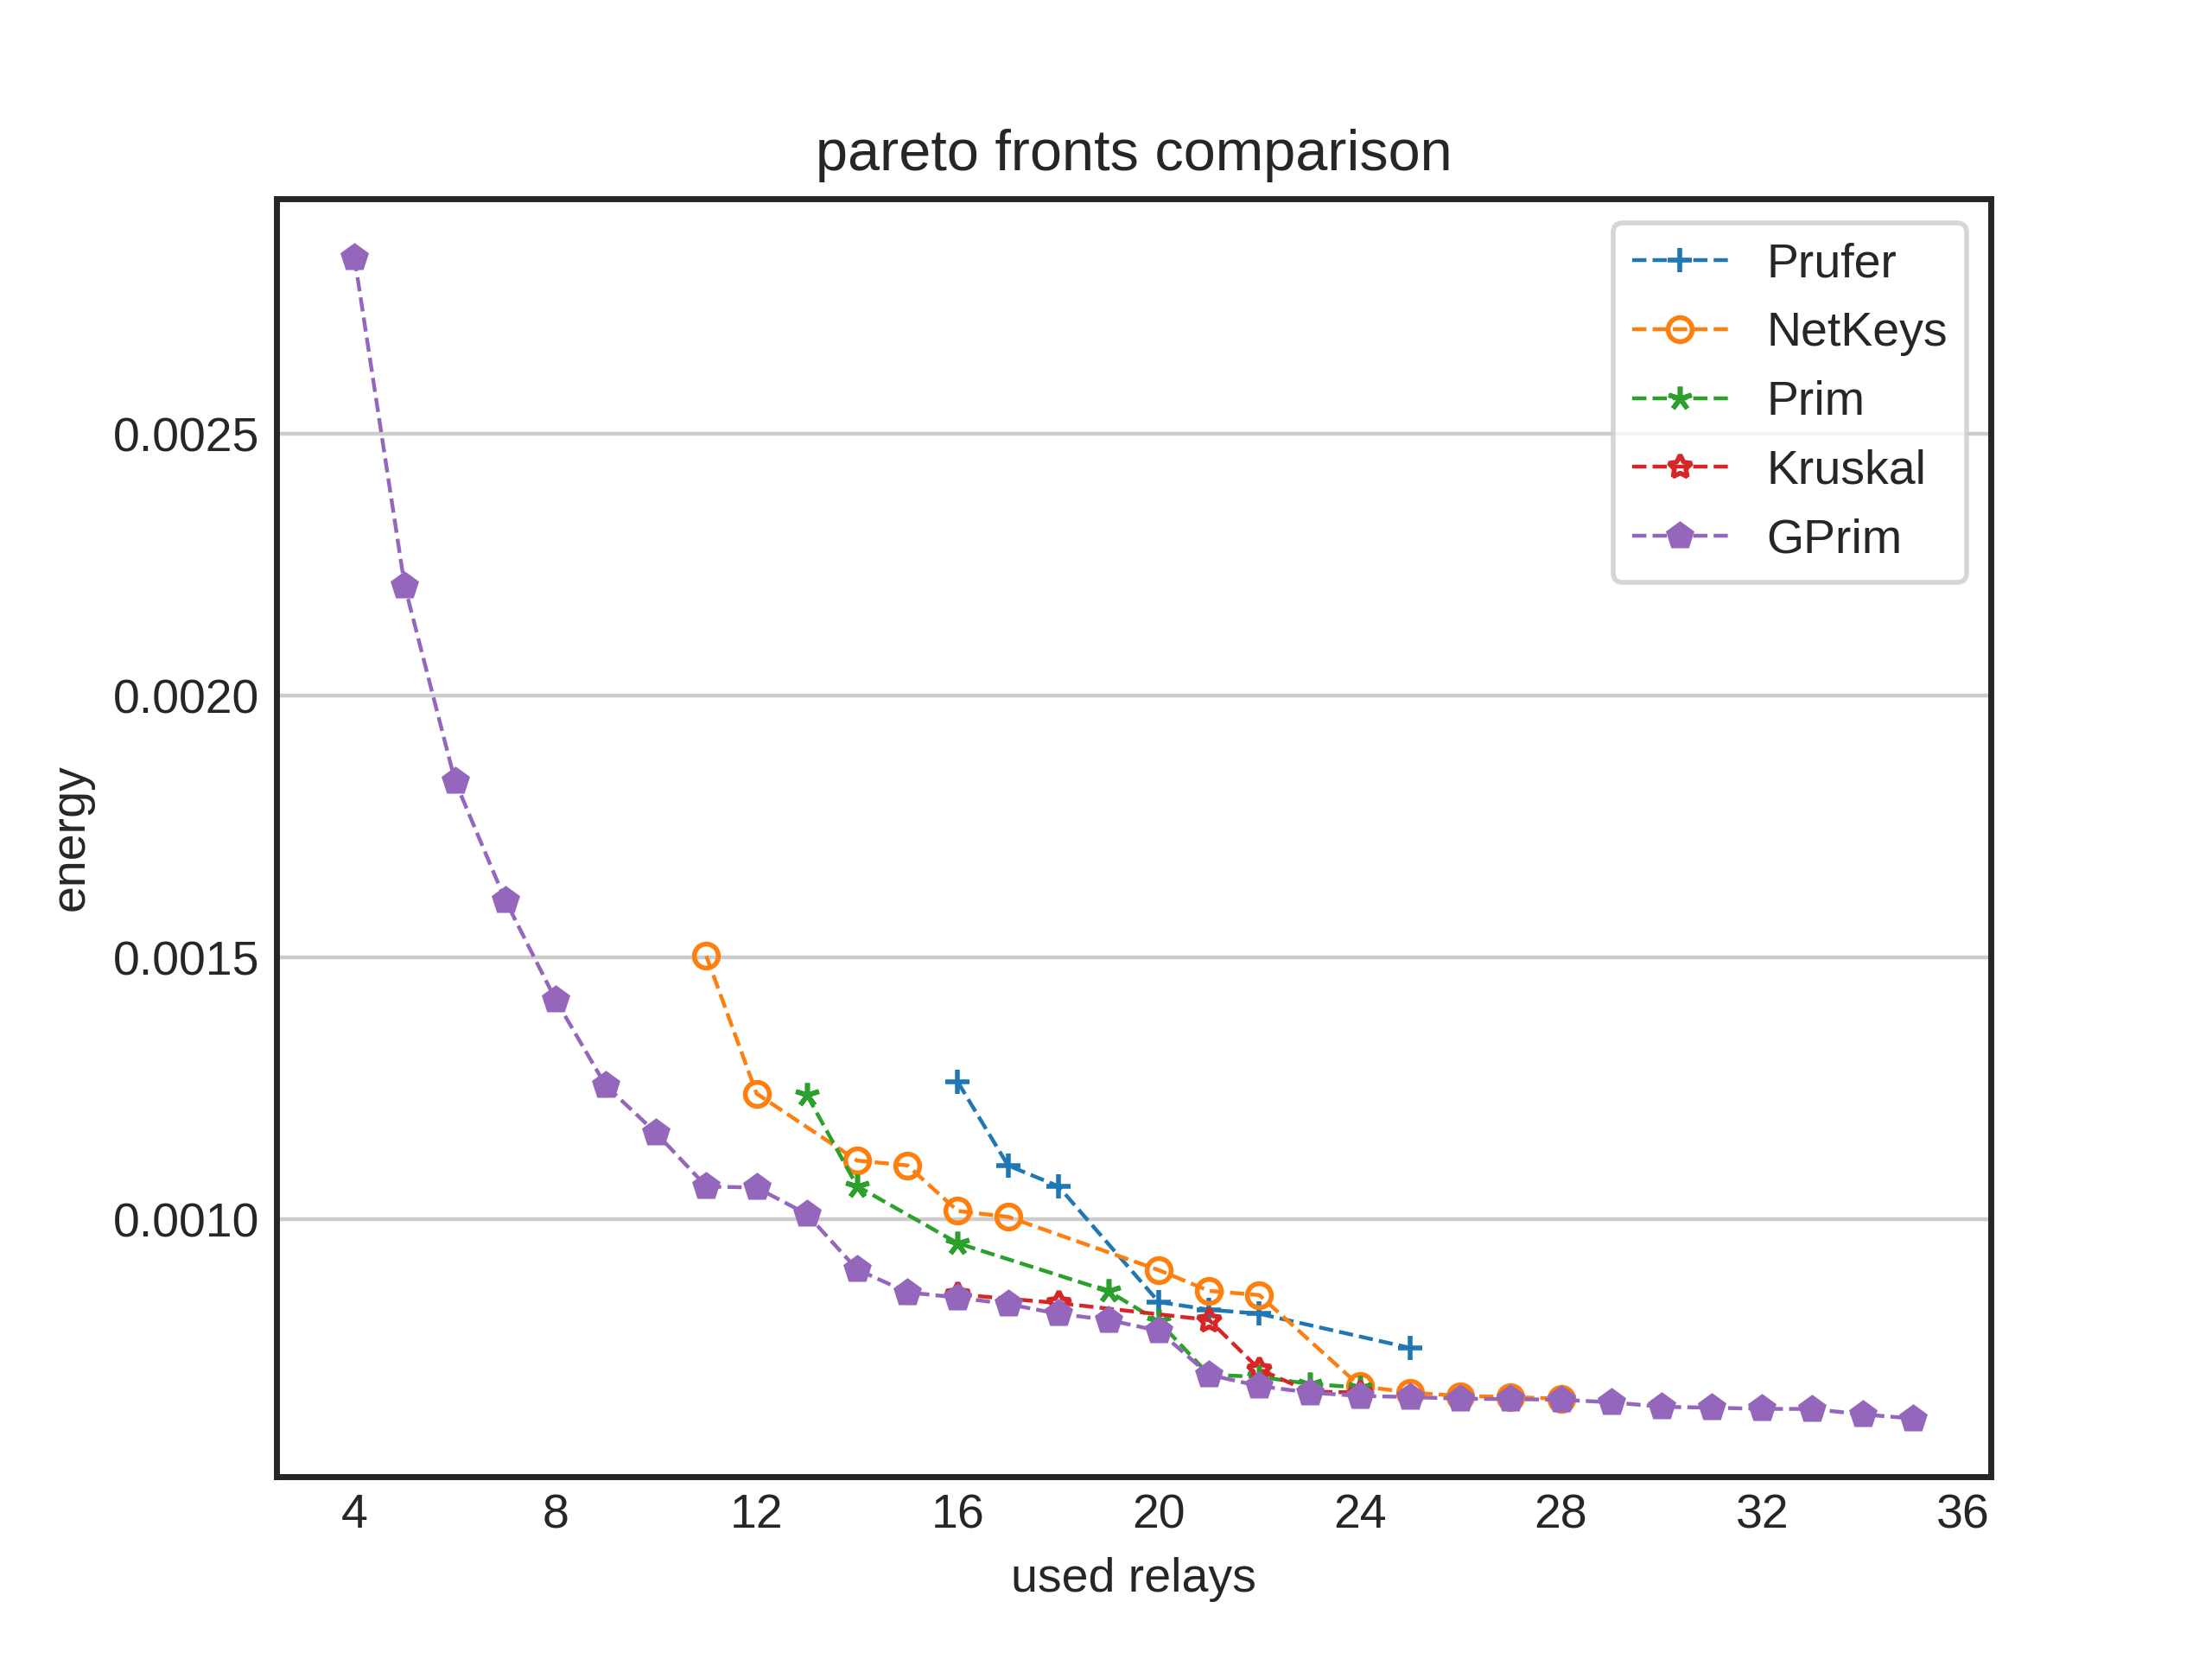 pareto fronts comparison
Prufer
NetKeys
Prim
Kruskal
GPrim
0.0025
0.0020
0.0015
0.0010
energy
4 8 12 16 20 24 28 32 36
used relays